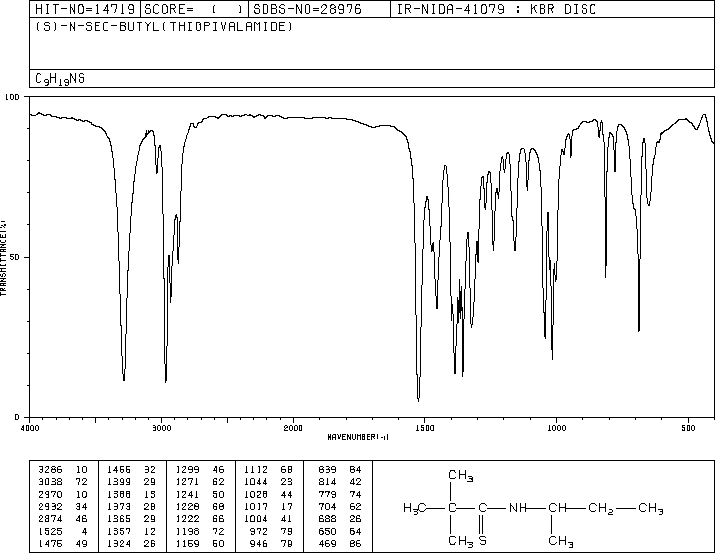 HIT-NO=14719 SCORE= ( ) SDBS-NO=28976 IR-NIDA-41079 : KBR DISC
(S)-N-SEC-BUTYL(THIOPIVALAMIDE)
C9H19NS
100
50
0
TRANSMITTANCE(%)
4000 3000 2000 1500 1000 500
WAVENUMBER(-1)
3286 10 1466 32 1299 46 1112 68 839 84
3038 72 1399 29 1271 62 1044 23 814 42
2970 10 1388 15 1241 50 1028 44 779 74
2932 34 1373 28 1228 68 1017 17 704 62
2874 46 1365 29 1222 66 1004 41 688 26
1525 4 1357 12 1198 72 972 79 650 64
1476 49 1324 26 1159 50 946 78 469 86
CH3
H3C C C NH CH CH2 CH3
CH3 S CH3